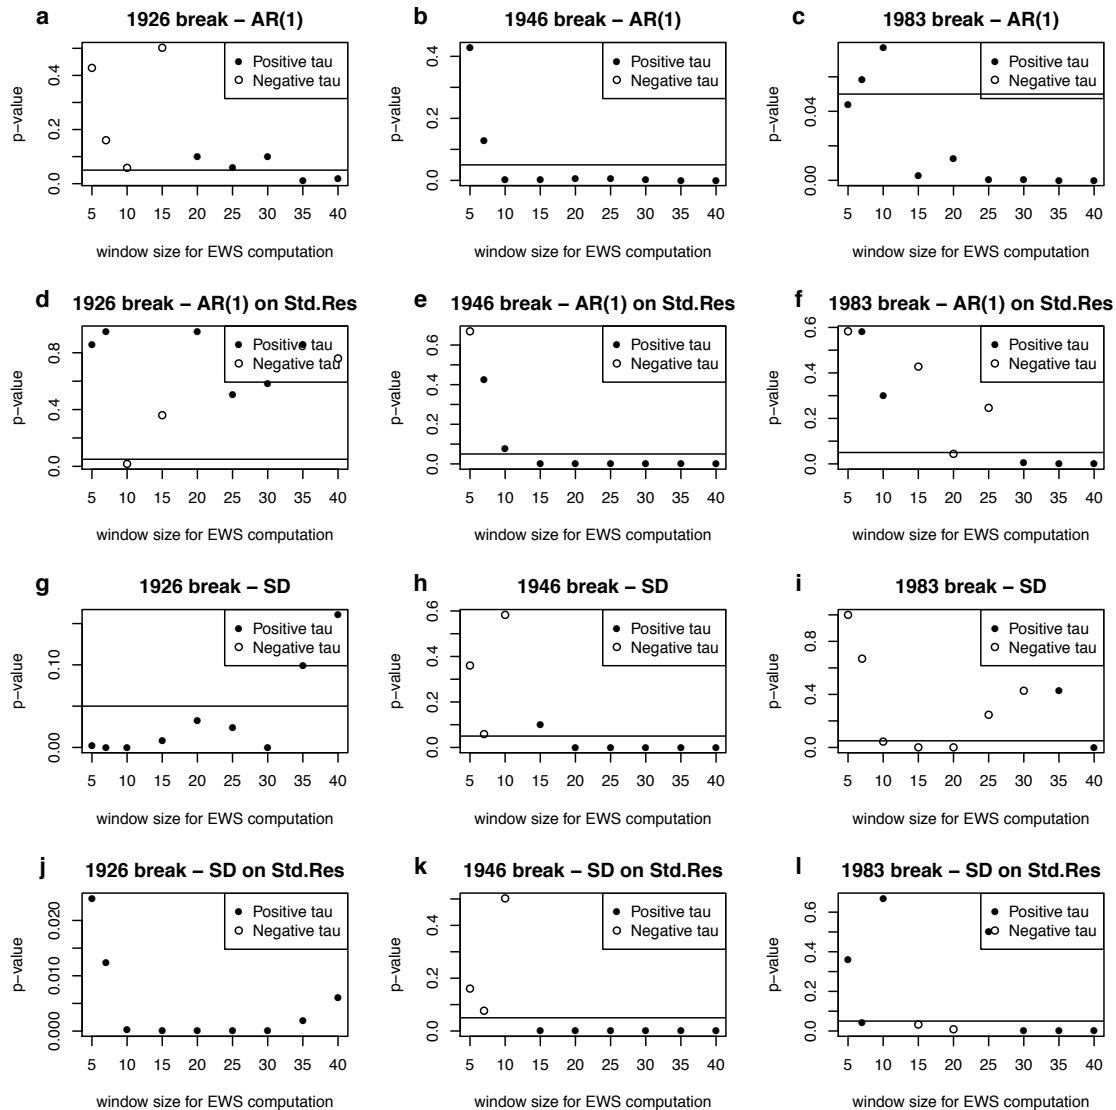 a 1926 break − AR(1)
p−value
0.0 0.2 0.4
Positive tau
Negative tau
5 10 15 20 25 30 35 40
window size for EWS computation
b 1946 break − AR(1)
p−value
0.0 0.2 0.4
Positive tau
Negative tau
5 10 15 20 25 30 35 40
window size for EWS computation
c 1983 break − AR(1)
p−value
0.00 0.04
Positive tau
Negative tau
5 10 15 20 25 30 35 40
window size for EWS computation
d 1926 break − AR(1) on Std.Res
p−value
0.0 0.4 0.8
Positive tau
Negative tau
5 10 15 20 25 30 35 40
window size for EWS computation
e 1946 break − AR(1) on Std.Res
p−value
0.0 0.2 0.4 0.6
Positive tau
Negative tau
5 10 15 20 25 30 35 40
window size for EWS computation
f 1983 break − AR(1) on Std.Res
p−value
0.0 0.2 0.4 0.6
Positive tau
Negative tau
5 10 15 20 25 30 35 40
window size for EWS computation
g 1926 break − SD
p−value
0.00 0.10
Positive tau
Negative tau
5 10 15 20 25 30 35 40
window size for EWS computation
h 1946 break − SD
p−value
0.0 0.2 0.4 0.6
Positive tau
Negative tau
5 10 15 20 25 30 35 40
window size for EWS computation
i 1983 break − SD
p−value
0.0 0.4 0.8
Positive tau
Negative tau
5 10 15 20 25 30 35 40
window size for EWS computation
j 1926 break − SD on Std.Res
p−value
0.000 0.010 0.020
Positive tau
Negative tau
5 10 15 20 25 30 35 40
window size for EWS computation
k 1946 break − SD on Std.Res
p−value
0.0 0.2 0.4
Positive tau
Negative tau
5 10 15 20 25 30 35 40
window size for EWS computation
l 1983 break − SD on Std.Res
p−value
0.0 0.2 0.4 0.6
Positive tau
Negative tau
5 10 15 20 25 30 35 40
window size for EWS computation